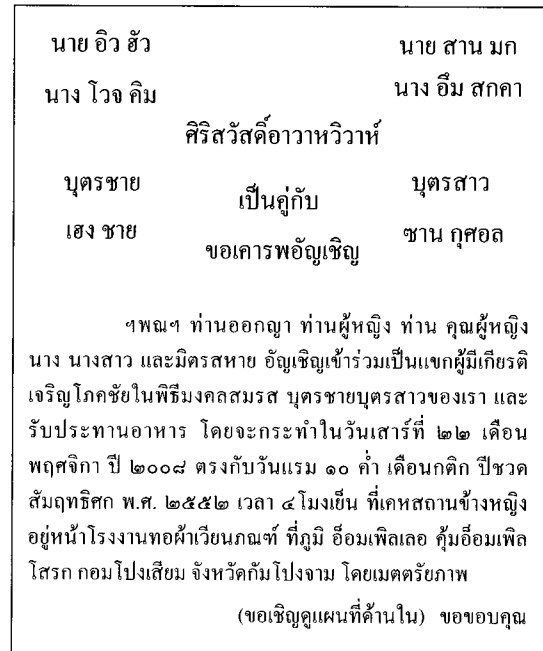 นาย อิว ฮัว นาย สาน มก
นาง โวจ คิม นาง อึม สกคา
ศิริสวัสดิ์อาวาหวิวาห์
บุตรชาย เป็นคู่กับ บุตรสาว
เฮง ชาย ขอเคารพอัญเชิญ ซาน กุศอล
ฯพณฯ ท่านออกญา ท่านผู้หญิง ท่าน คุณผู้หญิง
นาง นางสาว และมิตรสหาย อัญเชิญเข้าร่วมเป็นแขกผู้มีเกียรติ
เจริญโภคชัยในพิธีมงคลสมรส บุตรชายบุตรสาวของเรา และ
รับประทานอาหาร โดยจะกระทำในวันเสาร์ที่ ๒๒ เดือน
พฤศจิกา ปี ๒๐๐๘ ตรงกับวันแรม ๑๐ ค่ำ เดือนกติก ปีชวด
สัมฤทธิศก พ.ศ. ๒๕๕๒ เวลา ๔ โมงเย็น ที่เคหสถานข้างหญิง
อยู่หน้าโรงงานทอผ้าเวียนภณฑ์ ที่ภูมิ อ็อมเพิลเลอ คุ้มอ็อมเพิล
โสรก กอมโปงเสียม จังหวัดกัมโปงจาม โดยเมตตรัยภาพ
(ขอเชิญดูแผนที่ด้านใน) ขอขอบคุณ